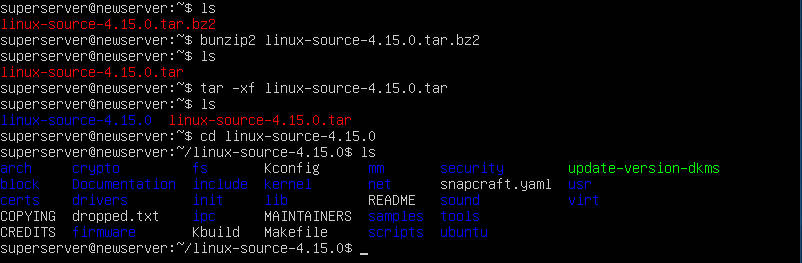 superserver@newserver:~$ ls
linux-source-4.15.0.tar.bz2
superserver@newserver:~$ bunzip2 linux-source-4.15.0.tar.bz2
superserver@newserver:~$ ls
linux-source-4.15.0.tar
superserver@newserver:~$ tar -xf linux-source-4.15.0.tar
superserver@newserver:~$ ls
linux-source-4.15.0  linux-source-4.15.0.tar
superserver@newserver:~$ cd linux-source-4.15.0
superserver@newserver:~/linux-source-4.15.0$ ls
arch     crypto         fs       Kconfig      mm       security        update-version-dkms
block    Documentation  include  kernel       net      snapcraft.yaml  usr
certs    drivers        init     lib          README   sound           virt
COPYING  dropped.txt    ipc      MAINTAINERS  samples  tools
CREDITS  firmware       Kbuild   Makefile     scripts  ubuntu
superserver@newserver:~/linux-source-4.15.0$ _